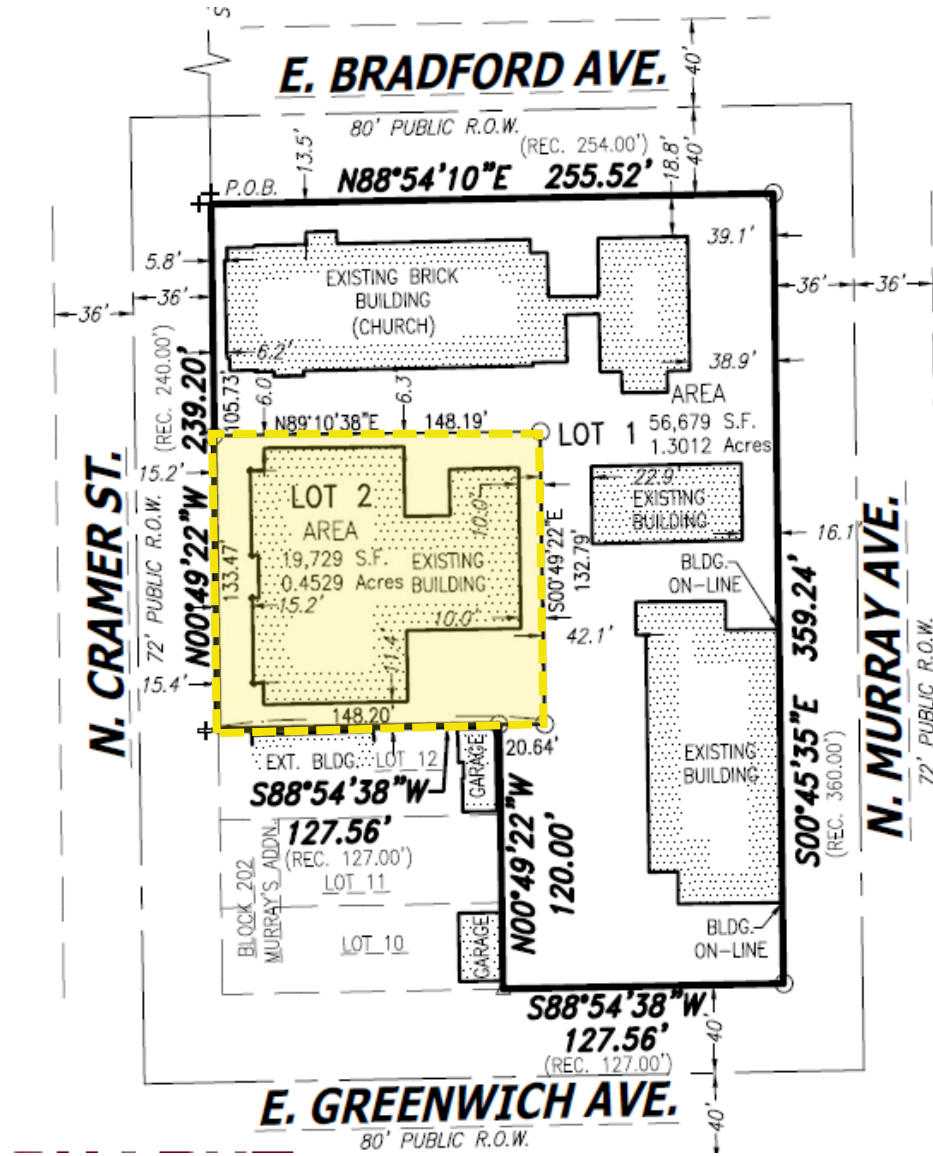 E. BRADFORD AVE.
40'
80' PUBLIC R.O.W.
(REC. 254.00')
13.5'
18.8'
40'
P.O.B.
N88°54'10"E 255.52'
39.1'
5.8'
36'
36'
36'
36'
EXISTING BRICK
BUILDING
(CHURCH)
6.2'
38.9'
(REC. 240.00')
239.20'
105.73'
6.0'
6.3'
AREA
56,679 S.F.
1.3012 Acres
N89°10'38"E 148.19'
LOT 1
15.2'
22.9'
EXISTING
BUILDING
LOT 2
AREA
19,729 S.F.
0.4529 Acres
EXISTING
BUILDING
10.0'
S00°49'22"E
132.79'
16.1'
N. CRAMER ST.
72' PUBLIC R.O.W.
N00°49'22"W
133.47'
15.2'
10.0'
42.1'
11.4'
15.4'
148.20'
BLDG.
ON-LINE
359.24'
S00°45'35"E
(REC. 360.00')
N. MURRAY AVE.
72' PUBLIC R.O.W.
EXT. BLDG.
LOT 12
GARAGE
20.64'
EXISTING
BUILDING
S88°54'38"W
127.56'
(REC. 127.00')
BLOCK 202
MURRAY'S ADDN.
LOT 11
N00°49'22"W
120.00'
LOT 10
GARAGE
BLDG.
ON-LINE
S88°54'38"W
127.56'
(REC. 127.00')
40'
E. GREENWICH AVE.
80' PUBLIC R.O.W.
40'